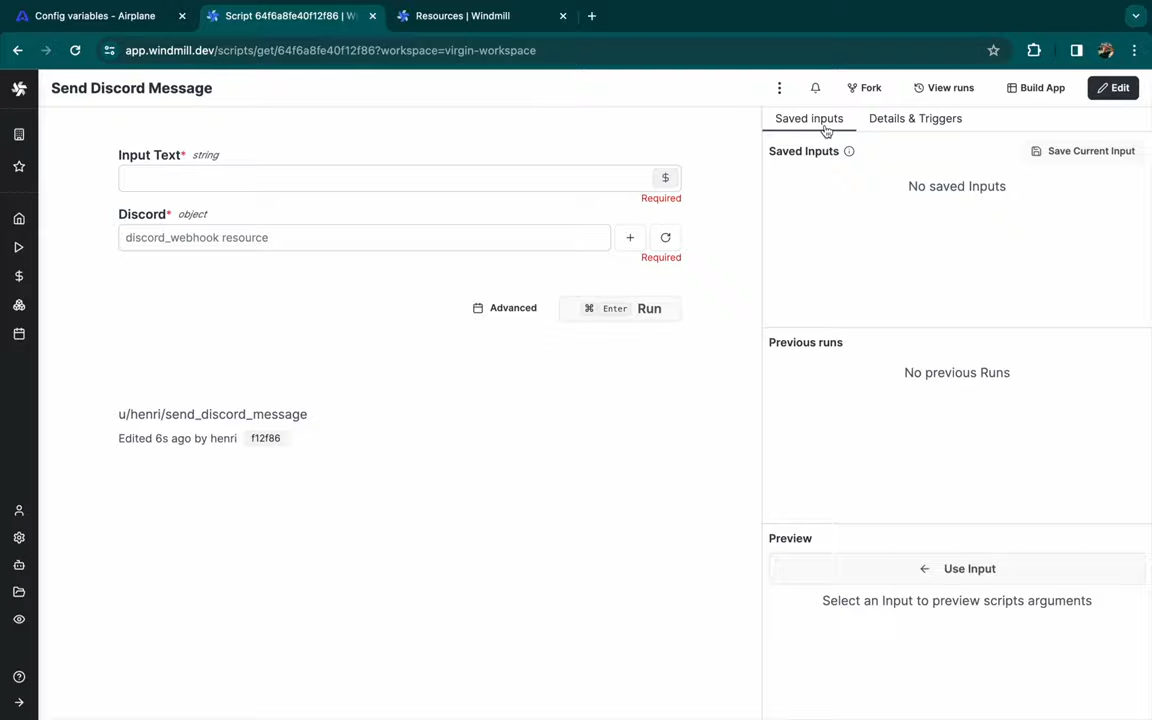 Config variables - Airplane
Script 64f6a8fe40f12f86 | W
Resources | Windmill
app.windmill.dev/scripts/get/64f6a8fe40f12f86?workspace=virgin-workspace
Send Discord Message
Fork
View runs
Build App
Edit
Saved inputs
Details & Triggers
Input Text* string
$
Required
Discord* object
discord_webhook resource
+
Required
Advanced
⌘ Enter Run
u/henri/send_discord_message
Edited 6s ago by henri f12f86
Saved Inputs
Save Current Input
No saved Inputs
Previous runs
No previous Runs
Preview
← Use Input
Select an Input to preview scripts arguments